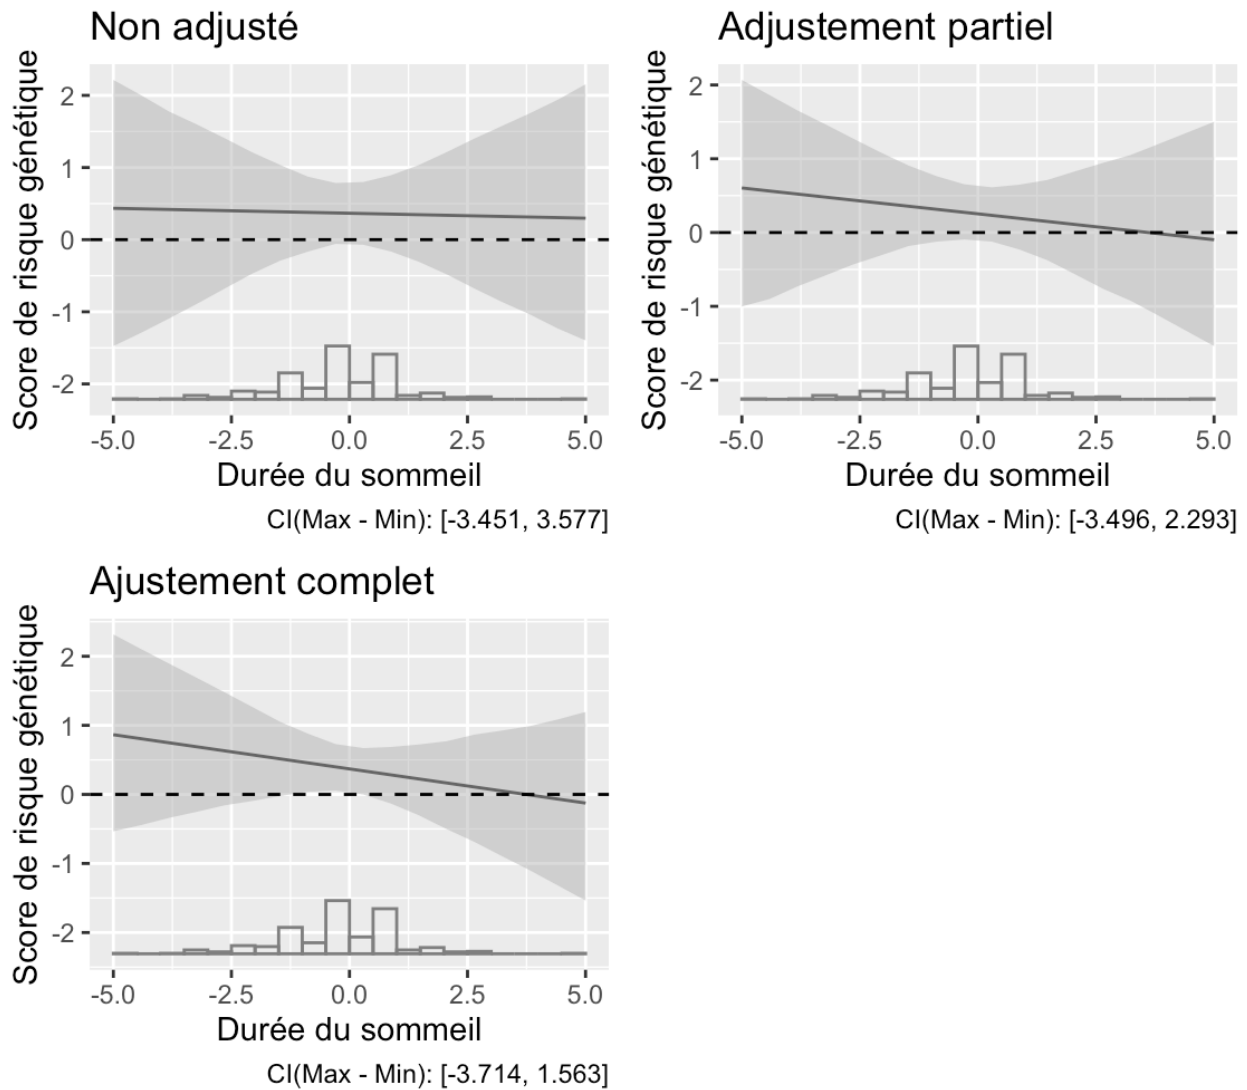 Non adjusté
Score de risque génétique
2
1
0
-1
-2
-5.0 -2.5 0.0 2.5 5.0
Durée du sommeil
CI(Max - Min): [-3.451, 3.577]
Adjustement partiel
Score de risque génétique
2
1
0
-1
-2
-5.0 -2.5 0.0 2.5 5.0
Durée du sommeil
CI(Max - Min): [-3.496, 2.293]
Ajustement complet
Score de risque génétique
2
1
0
-1
-2
-5.0 -2.5 0.0 2.5 5.0
Durée du sommeil
CI(Max - Min): [-3.714, 1.563]